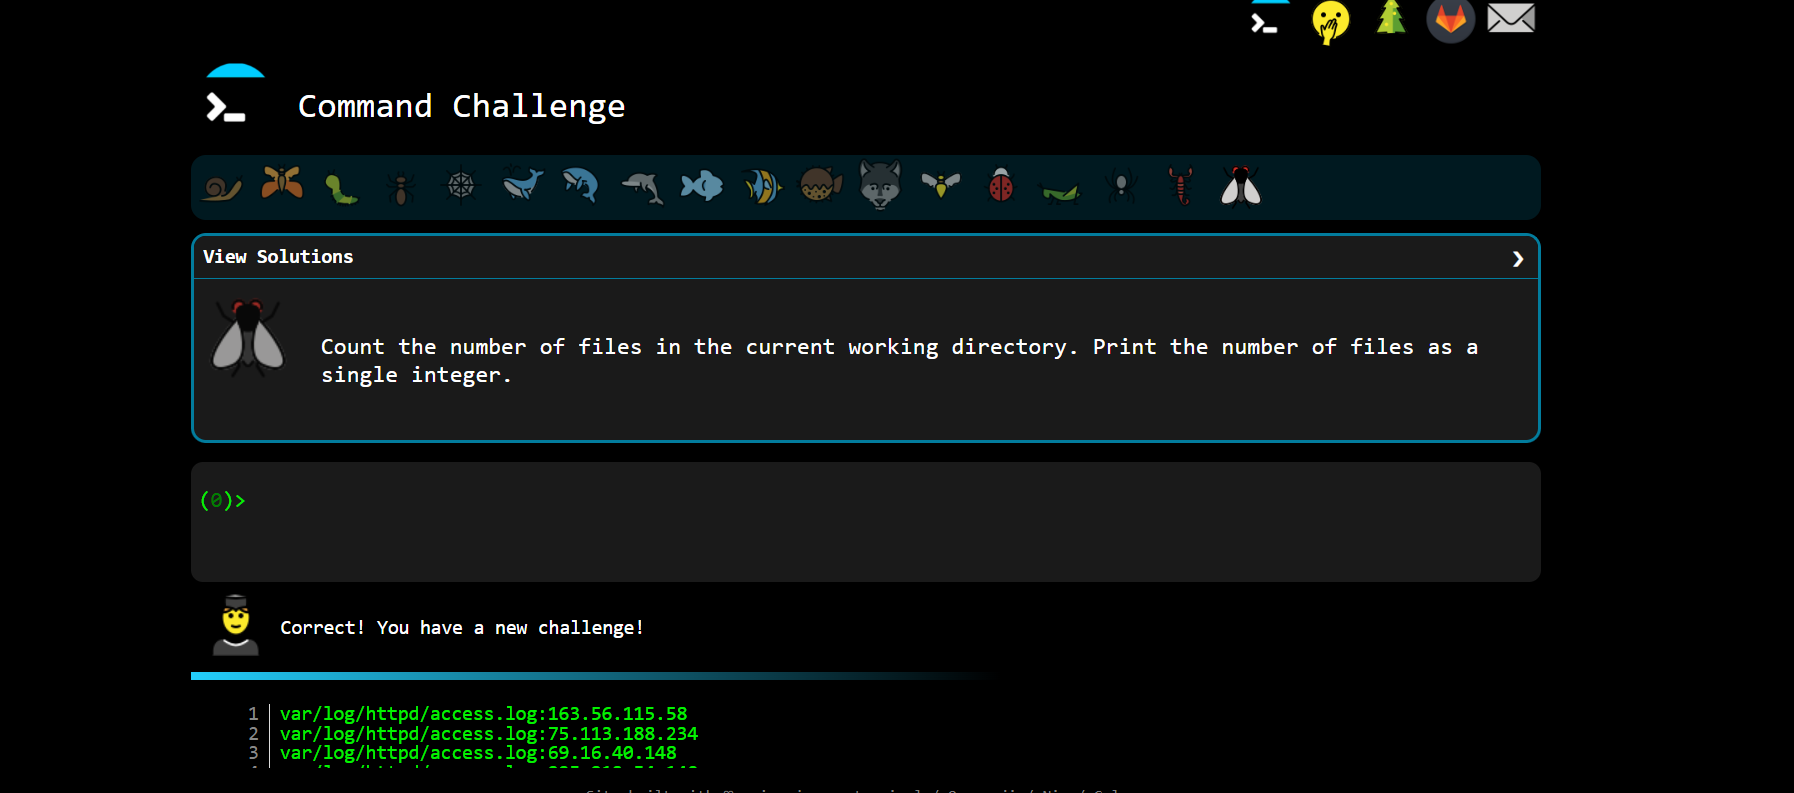 Command Challenge
View Solutions
Count the number of files in the current working directory. Print the number of files as a
single integer.
(0)>
Correct! You have a new challenge!
1 var/log/httpd/access.log:163.56.115.58
2 var/log/httpd/access.log:75.113.188.234
3 var/log/httpd/access.log:69.16.40.148